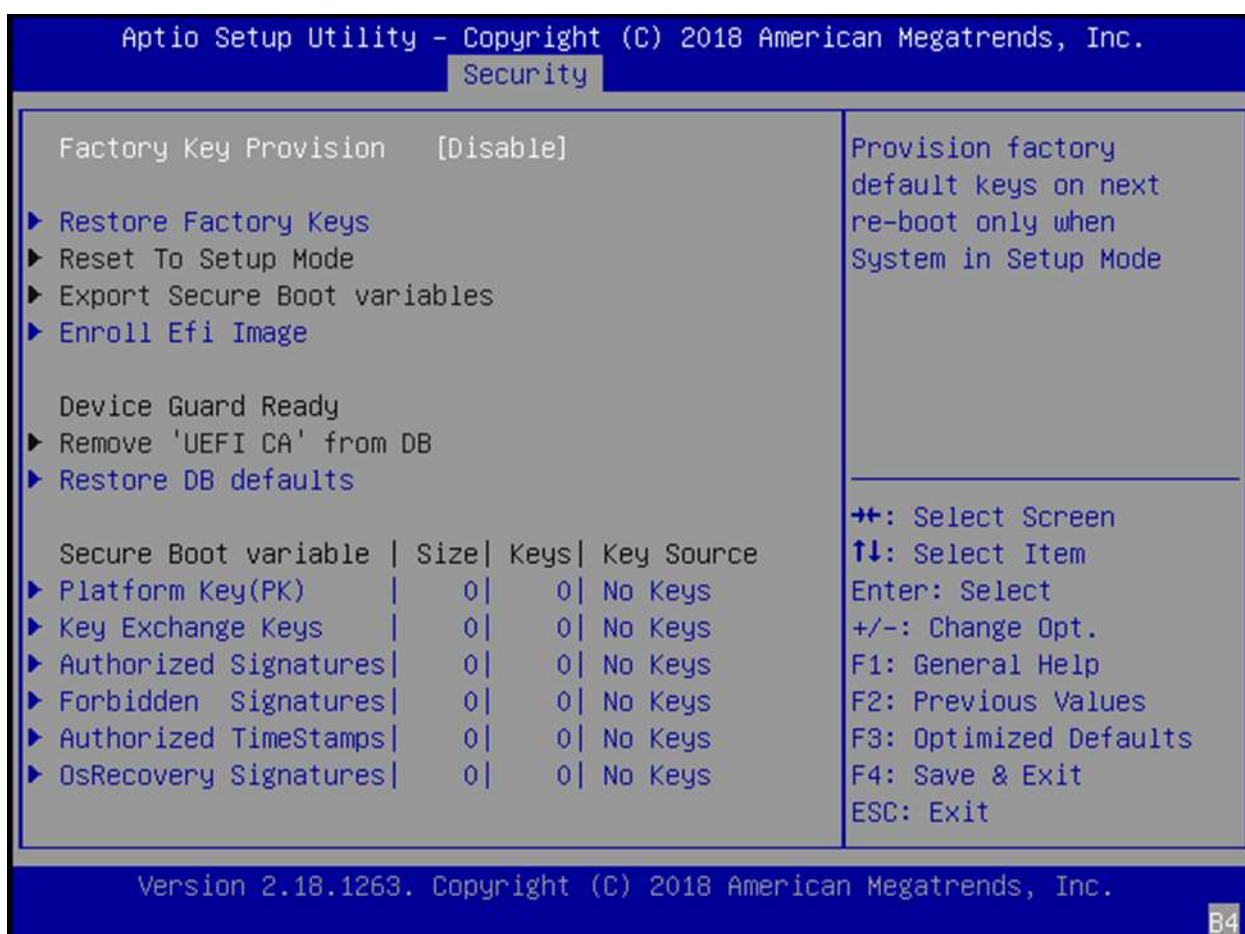 Aptio Setup Utility – Copyright (C) 2018 American Megatrends, Inc.
Security
Factory Key Provision [Disable]
▶ Restore Factory Keys
▶ Reset To Setup Mode
▶ Export Secure Boot variables
▶ Enroll Efi Image
Device Guard Ready
▶ Remove 'UEFI CA' from DB
▶ Restore DB defaults
Secure Boot variable | Size| Keys| Key Source
▶ Platform Key(PK) | 0| 0| No Keys
▶ Key Exchange Keys | 0| 0| No Keys
▶ Authorized Signatures| 0| 0| No Keys
▶ Forbidden Signatures| 0| 0| No Keys
▶ Authorized TimeStamps| 0| 0| No Keys
▶ OsRecovery Signatures| 0| 0| No Keys
Provision factory
default keys on next
re-boot only when
System in Setup Mode
→←: Select Screen
↑↓: Select Item
Enter: Select
+/-: Change Opt.
F1: General Help
F2: Previous Values
F3: Optimized Defaults
F4: Save & Exit
ESC: Exit
Version 2.18.1263. Copyright (C) 2018 American Megatrends, Inc.
B4